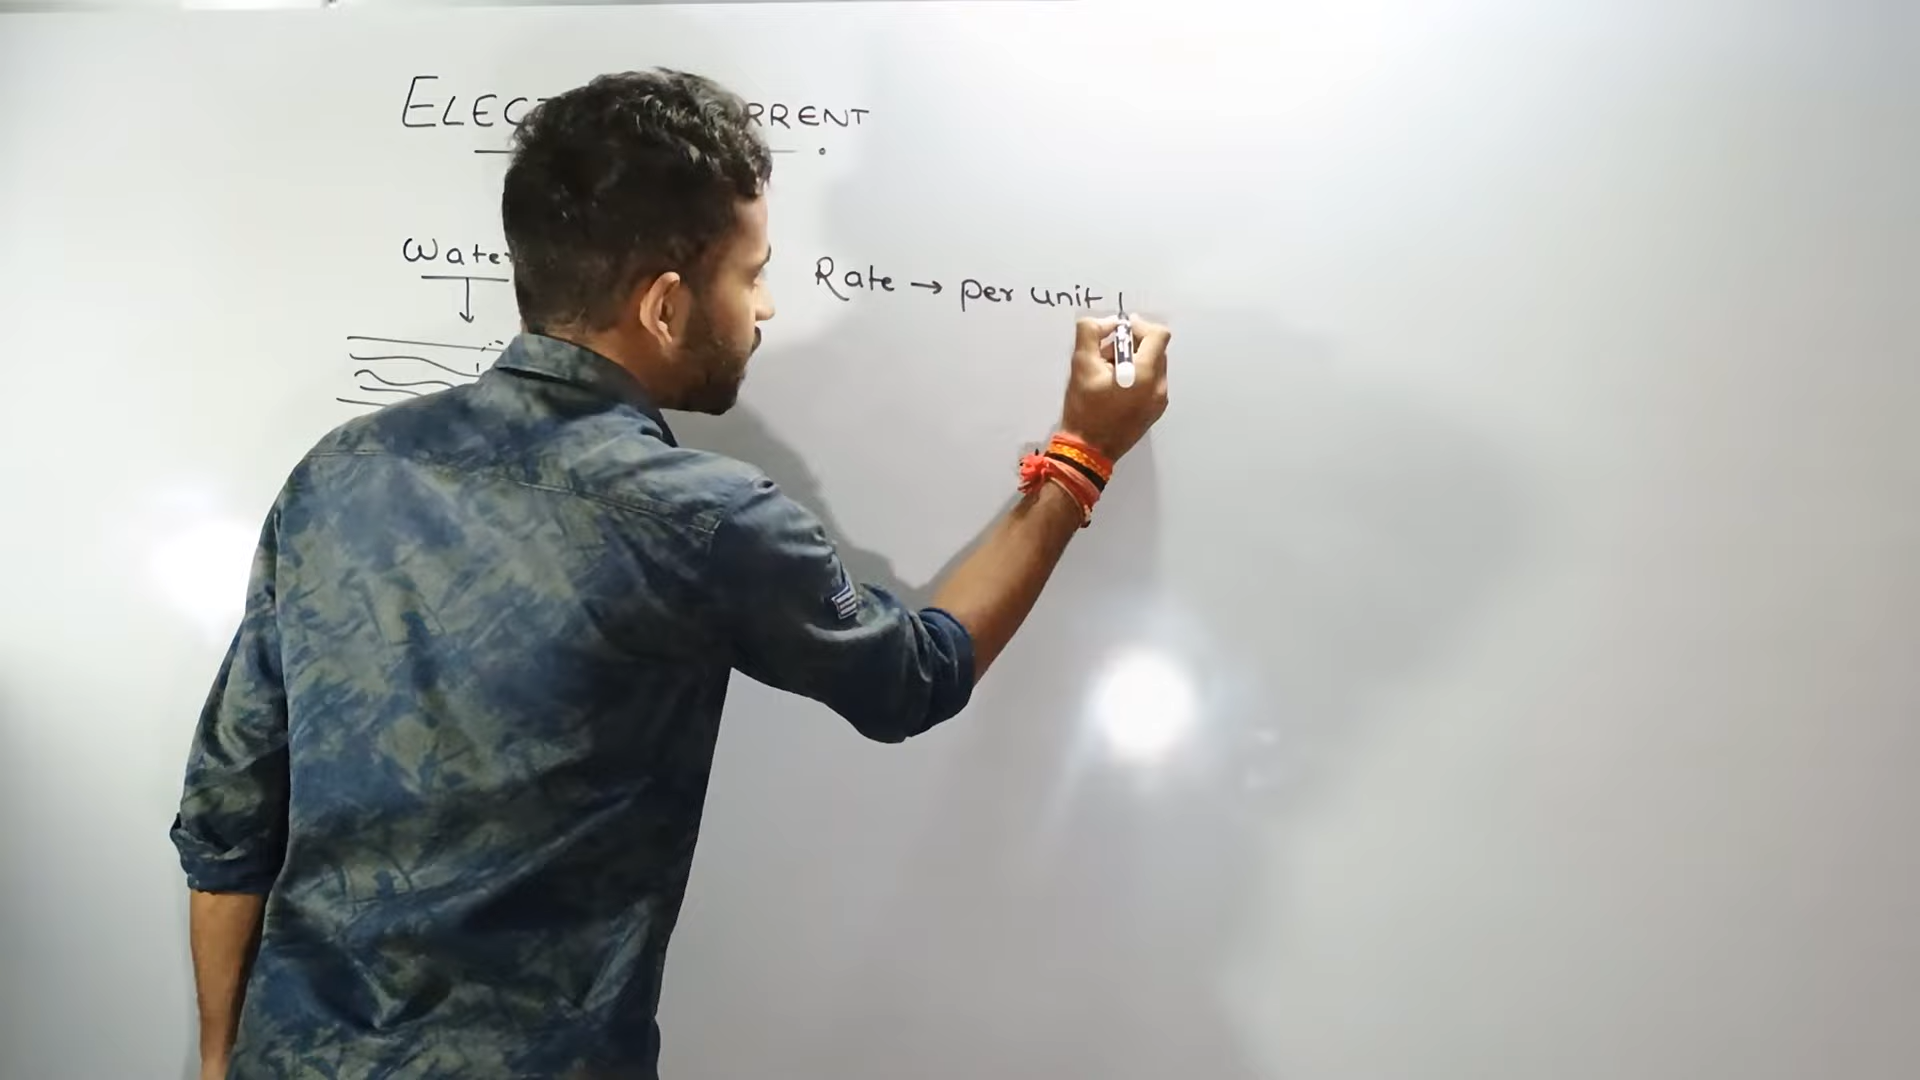 ELEC RRENT
Water
Rate → per unit